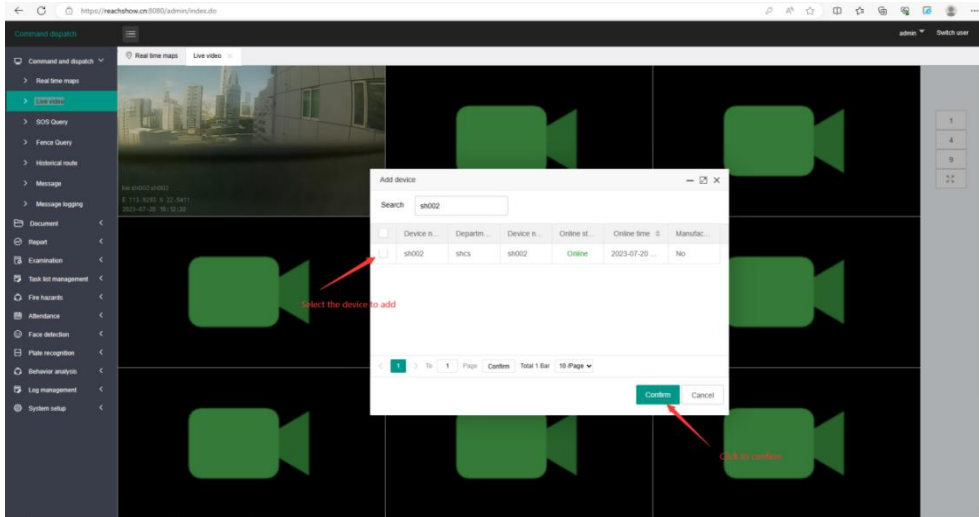 https://reachshow.cn:8080/admin/index.do
Command dispatch
admin
Switch user
Command and dispatch
Real time maps
Live video
SOS Query
Fence Query
Historical route
Message
Message logging
Document
Report
Examination
Task list management
Fire hazards
Attendance
Face detection
Plate recognition
Behavior analysis
Log management
System setup
Real time maps
Live video
2023-07-20
1
4
9
Add device
Search
sh002
Device n...
Departm...
Device n...
Online st...
Online time
Manufac...
sh002
shcs
sh002
Online
2023-07-20 ...
No
Select the device to add
1
To
1
Page
Confirm
Total 1 Bar
10 /Page
Confirm
Cancel
Click to confirm